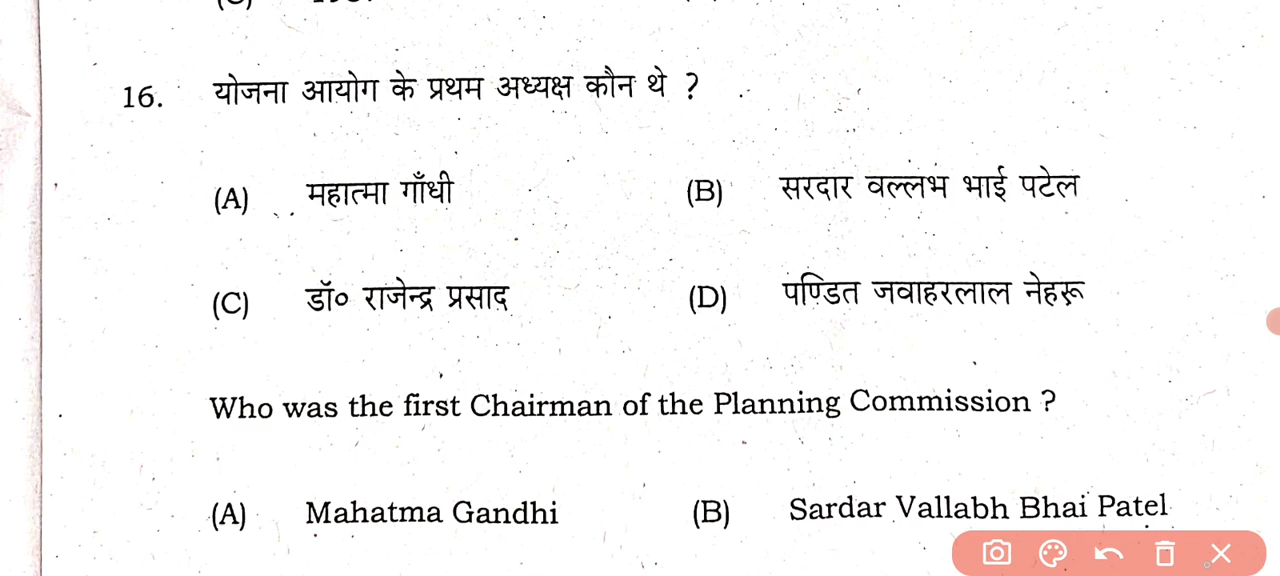 16. योजना आयोग के प्रथम अध्यक्ष कौन थे ?
(A) महात्मा गाँधी (B) सरदार वल्लभ भाई पटेल
(C) डॉ० राजेन्द्र प्रसाद (D) पण्डित जवाहरलाल नेहरू
Who was the first Chairman of the Planning Commission ?
(A) Mahatma Gandhi (B) Sardar Vallabh Bhai Patel